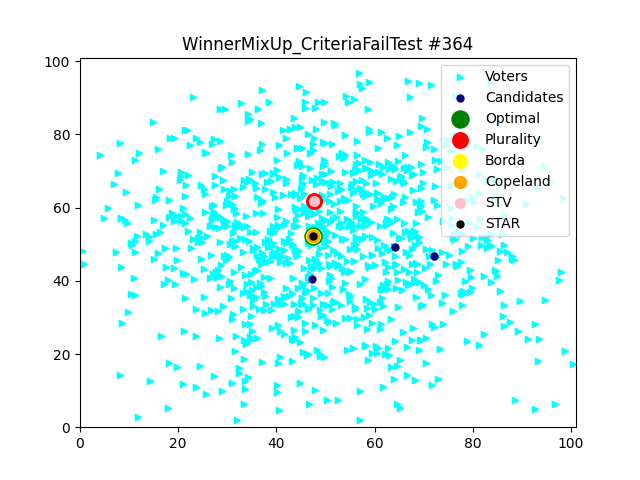 WinnerMixUp_CriteriaFailTest #364
100
80
60
40
20
0
0 20 40 60 80 100
Voters
Candidates
Optimal
Plurality
Borda
Copeland
STV
STAR